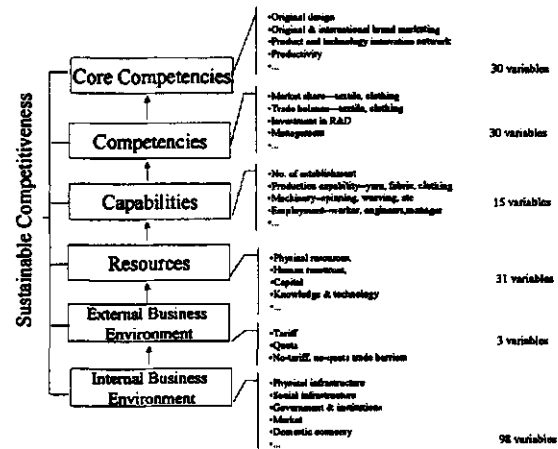 Sustainable Competitiveness
Core Competencies
•Original design
•Original & international brand marketing
•Product and technology innovation network
•Productivity
•...
30 variables
Competencies
•Market share—textile, clothing
•Trade balance—textile, clothing
•Investment in R&D
•Management
•...
30 variables
Capabilities
•No. of establishment
•Production capability—yarn, fabric, clothing
•Machinery—spinning, weaving, etc
•Employment—worker, engineers, manager
•...
15 variables
Resources
•Physical resources,
•Human resources,
•Capital
•Knowledge & technology
•...
31 variables
External Business
Environment
•Tariff
•Quota
•No-tariff, no-quota trade barriers
3 variables
Internal Business
Environment
•Physical infrastructure
•Social infrastructure
•Government & institutions
•Market
•Domestic economy
•...
98 variables